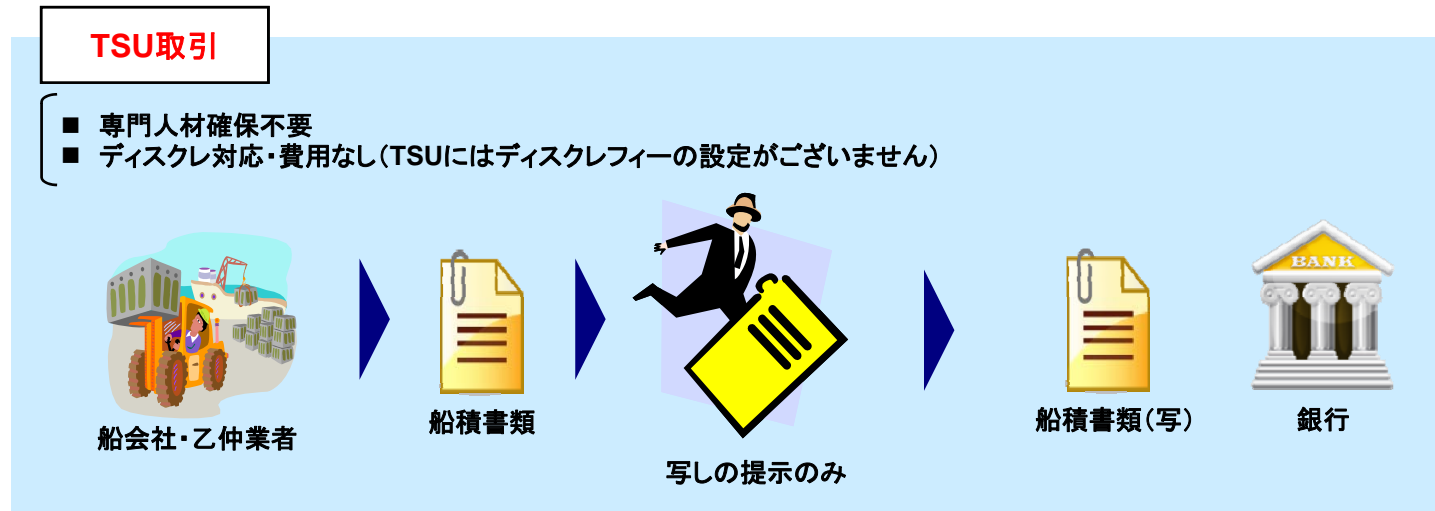 TSU取引
■ 専門人材確保不要
■ ディスクレ対応・費用なし(TSUにはディスクレフィーの設定がございません)
BANK
船会社・乙仲業者
船積書類
写しの提示のみ
船積書類(写)
銀行